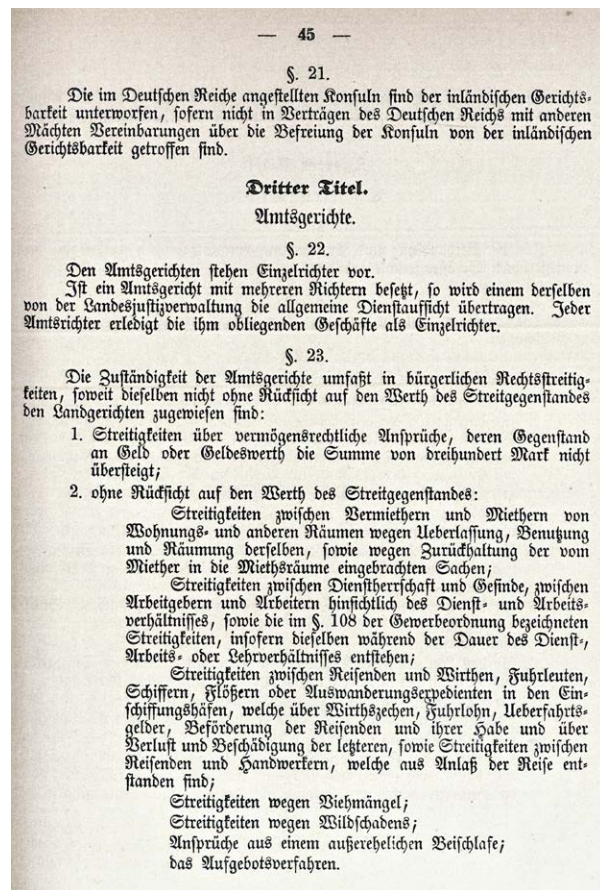 — 45 —
§. 21.
Die im Deutschen Reiche angestellten Konsuln sind der inländischen Gerichts-
barkeit unterworfen, sofern nicht in Verträgen des Deutschen Reichs mit anderen
Mächten Vereinbarungen über die Befreiung der Konsuln von der inländischen
Gerichtsbarkeit getroffen sind.
Dritter Titel.
Amtsgerichte.
§. 22.
Den Amtsgerichten stehen Einzelrichter vor.
Ist ein Amtsgericht mit mehreren Richtern besetzt, so wird einem derselben
von der Landesjustizverwaltung die allgemeine Dienstaufsicht übertragen. Jeder
Amtsrichter erledigt die ihm obliegenden Geschäfte als Einzelrichter.
§. 23.
Die Zuständigkeit der Amtsgerichte umfaßt in bürgerlichen Rechtsstreitig-
keiten, soweit dieselben nicht ohne Rücksicht auf den Werth des Streitgegenstandes
den Landgerichten zugewiesen sind:
1. Streitigkeiten über vermögensrechtliche Ansprüche, deren Gegenstand
an Geld oder Geldeswerth die Summe von dreihundert Mark nicht
übersteigt;
2. ohne Rücksicht auf den Werth des Streitgegenstandes:
Streitigkeiten zwischen Vermiethern und Miethern von
Wohnungs- und anderen Räumen wegen Ueberlassung, Benutzung
und Räumung derselben, sowie wegen Zurückhaltung der vom
Miether in die Miethsräume eingebrachten Sachen;
Streitigkeiten zwischen Dienstherrschaft und Gesinde, zwischen
Arbeitgebern und Arbeitern hinsichtlich des Dienst- und Arbeits-
verhältnisses, sowie die im §. 108 der Gewerbeordnung bezeichneten
Streitigkeiten, insofern dieselben während der Dauer des Dienst-,
Arbeits- oder Lehrverhältnisses entstehen;
Streitigkeiten zwischen Reisenden und Wirthen, Fuhrleuten,
Schiffern, Flößern oder Auswanderungsexpedienten in den Ein-
schiffungshäfen, welche über Wirthszechen, Fuhrlohn, Ueberfahrts-
gelder, Beförderung der Reisenden und ihrer Habe und über
Verlust und Beschädigung der letzteren, sowie Streitigkeiten zwischen
Reisenden und Handwerkern, welche aus Anlaß der Reise ent-
standen sind;
Streitigkeiten wegen Viehmängel;
Streitigkeiten wegen Wildschadens;
Ansprüche aus einem außerehelichen Beischlafe;
das Aufgebotsverfahren.